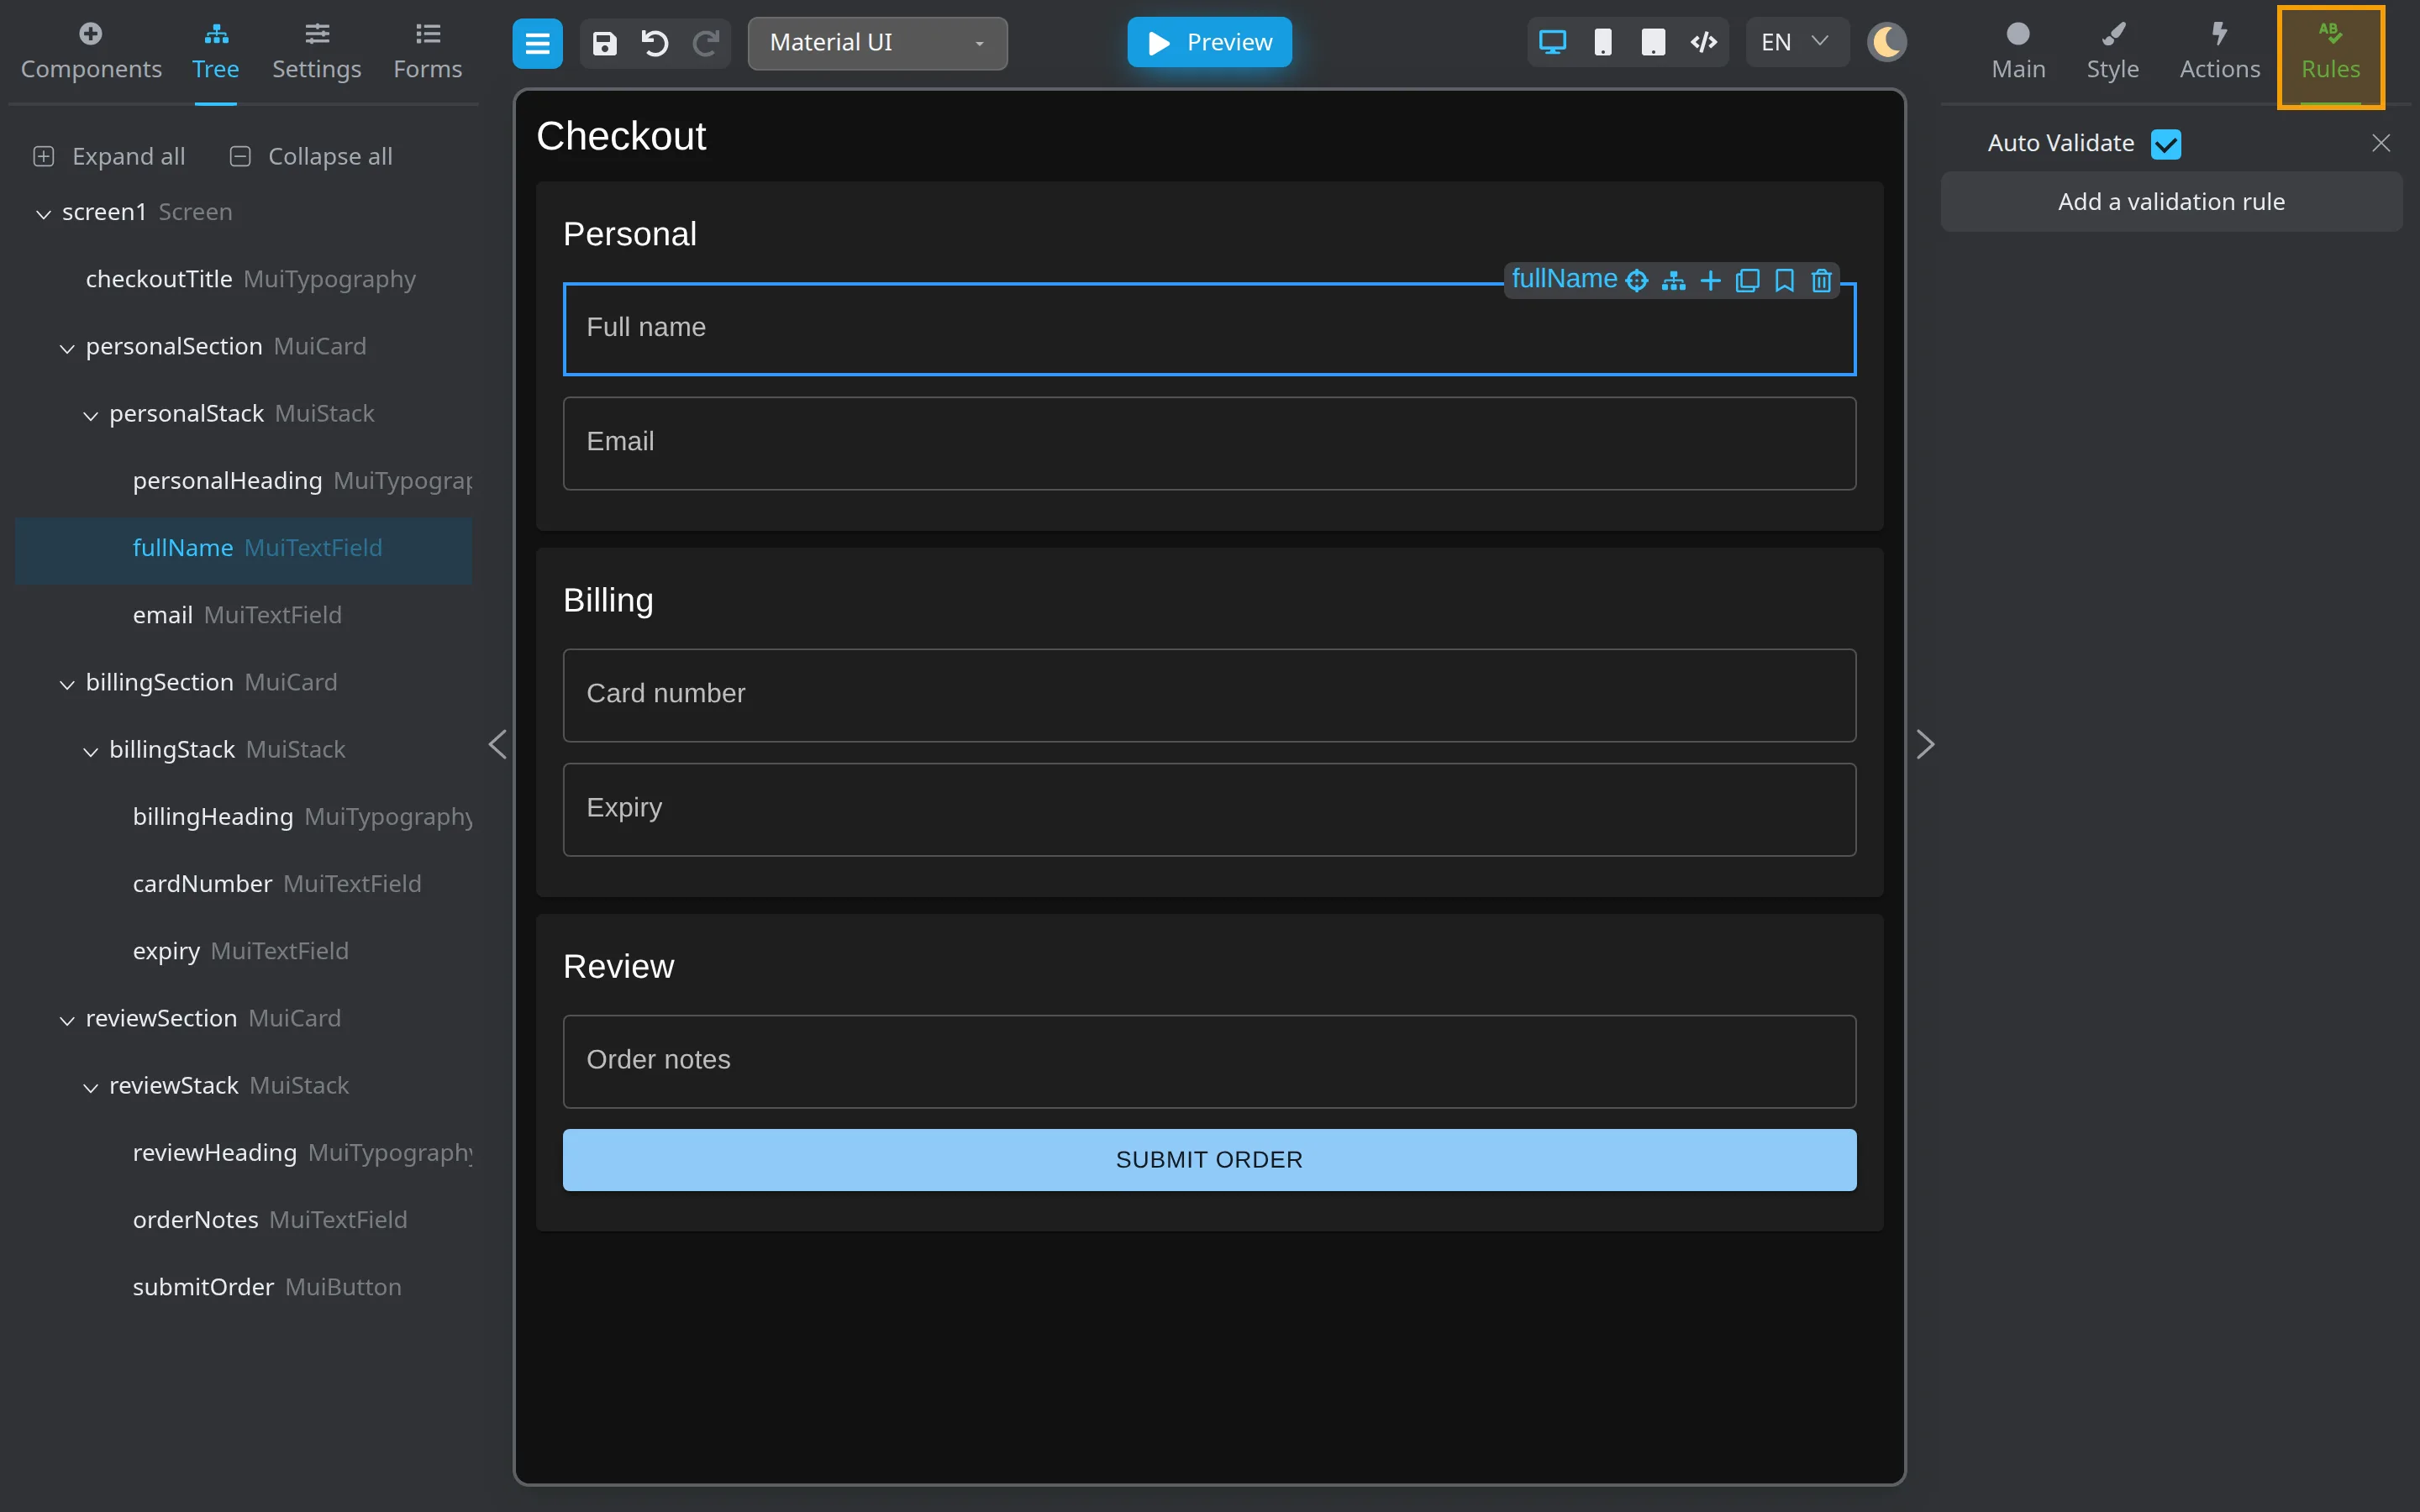 Components Tree Settings Forms
Material UI
Preview
EN
Main Style Actions Rules
Expand all Collapse all
screen1 Screen
checkoutTitle MuiTypography
personalSection MuiCard
personalStack MuiStack
personalHeading MuiTypograp
fullName MuiTextField
email MuiTextField
billingSection MuiCard
billingStack MuiStack
billingHeading MuiTypography
cardNumber MuiTextField
expiry MuiTextField
reviewSection MuiCard
reviewStack MuiStack
reviewHeading MuiTypography
orderNotes MuiTextField
submitOrder MuiButton
Checkout
Personal
fullName
Full name
Email
Billing
Card number
Expiry
Review
Order notes
SUBMIT ORDER
AB
Auto Validate
Add a validation rule